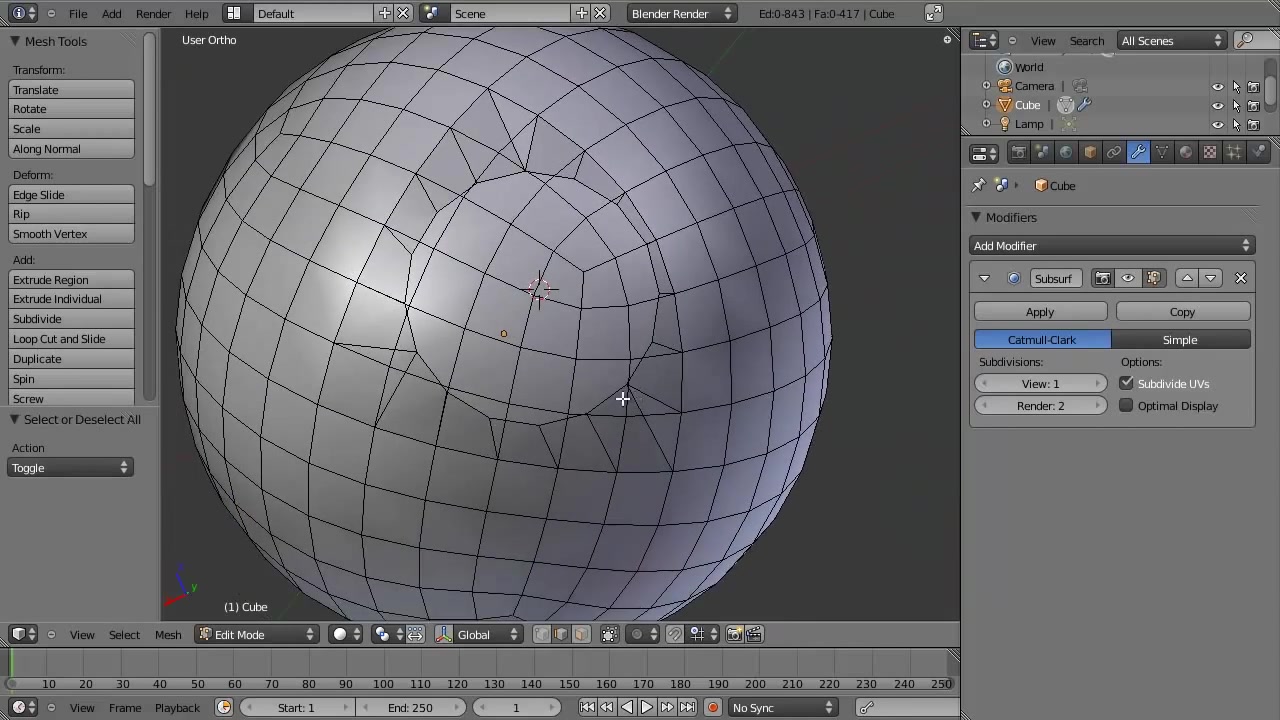 File Add Render Help Default Scene Blender Render Ed:0-843 | Fa:0-417 | Cube
Mesh Tools
Transform:
Translate
Rotate
Scale
Along Normal
Deform:
Edge Slide
Rip
Smooth Vertex
Add:
Extrude Region
Extrude Individual
Subdivide
Loop Cut and Slide
Duplicate
Spin
Screw
Select or Deselect All
Action
Toggle
User Ortho
y
(1) Cube
View Select Mesh Edit Mode Global
10 20 30 40 50 60 70 80 90 100 110 120 130 140 150 160 170 180 190 200 210 220 230 240 250
View Frame Playback Start: 1 End: 250 1 No Sync
View Search All Scenes
World
Camera
Cube
Lamp
Cube
Modifiers
Add Modifier
Subsurf
Apply Copy
Catmull-Clark Simple
Subdivisions: Options:
View: 1 Subdivide UVs
Render: 2 Optimal Display